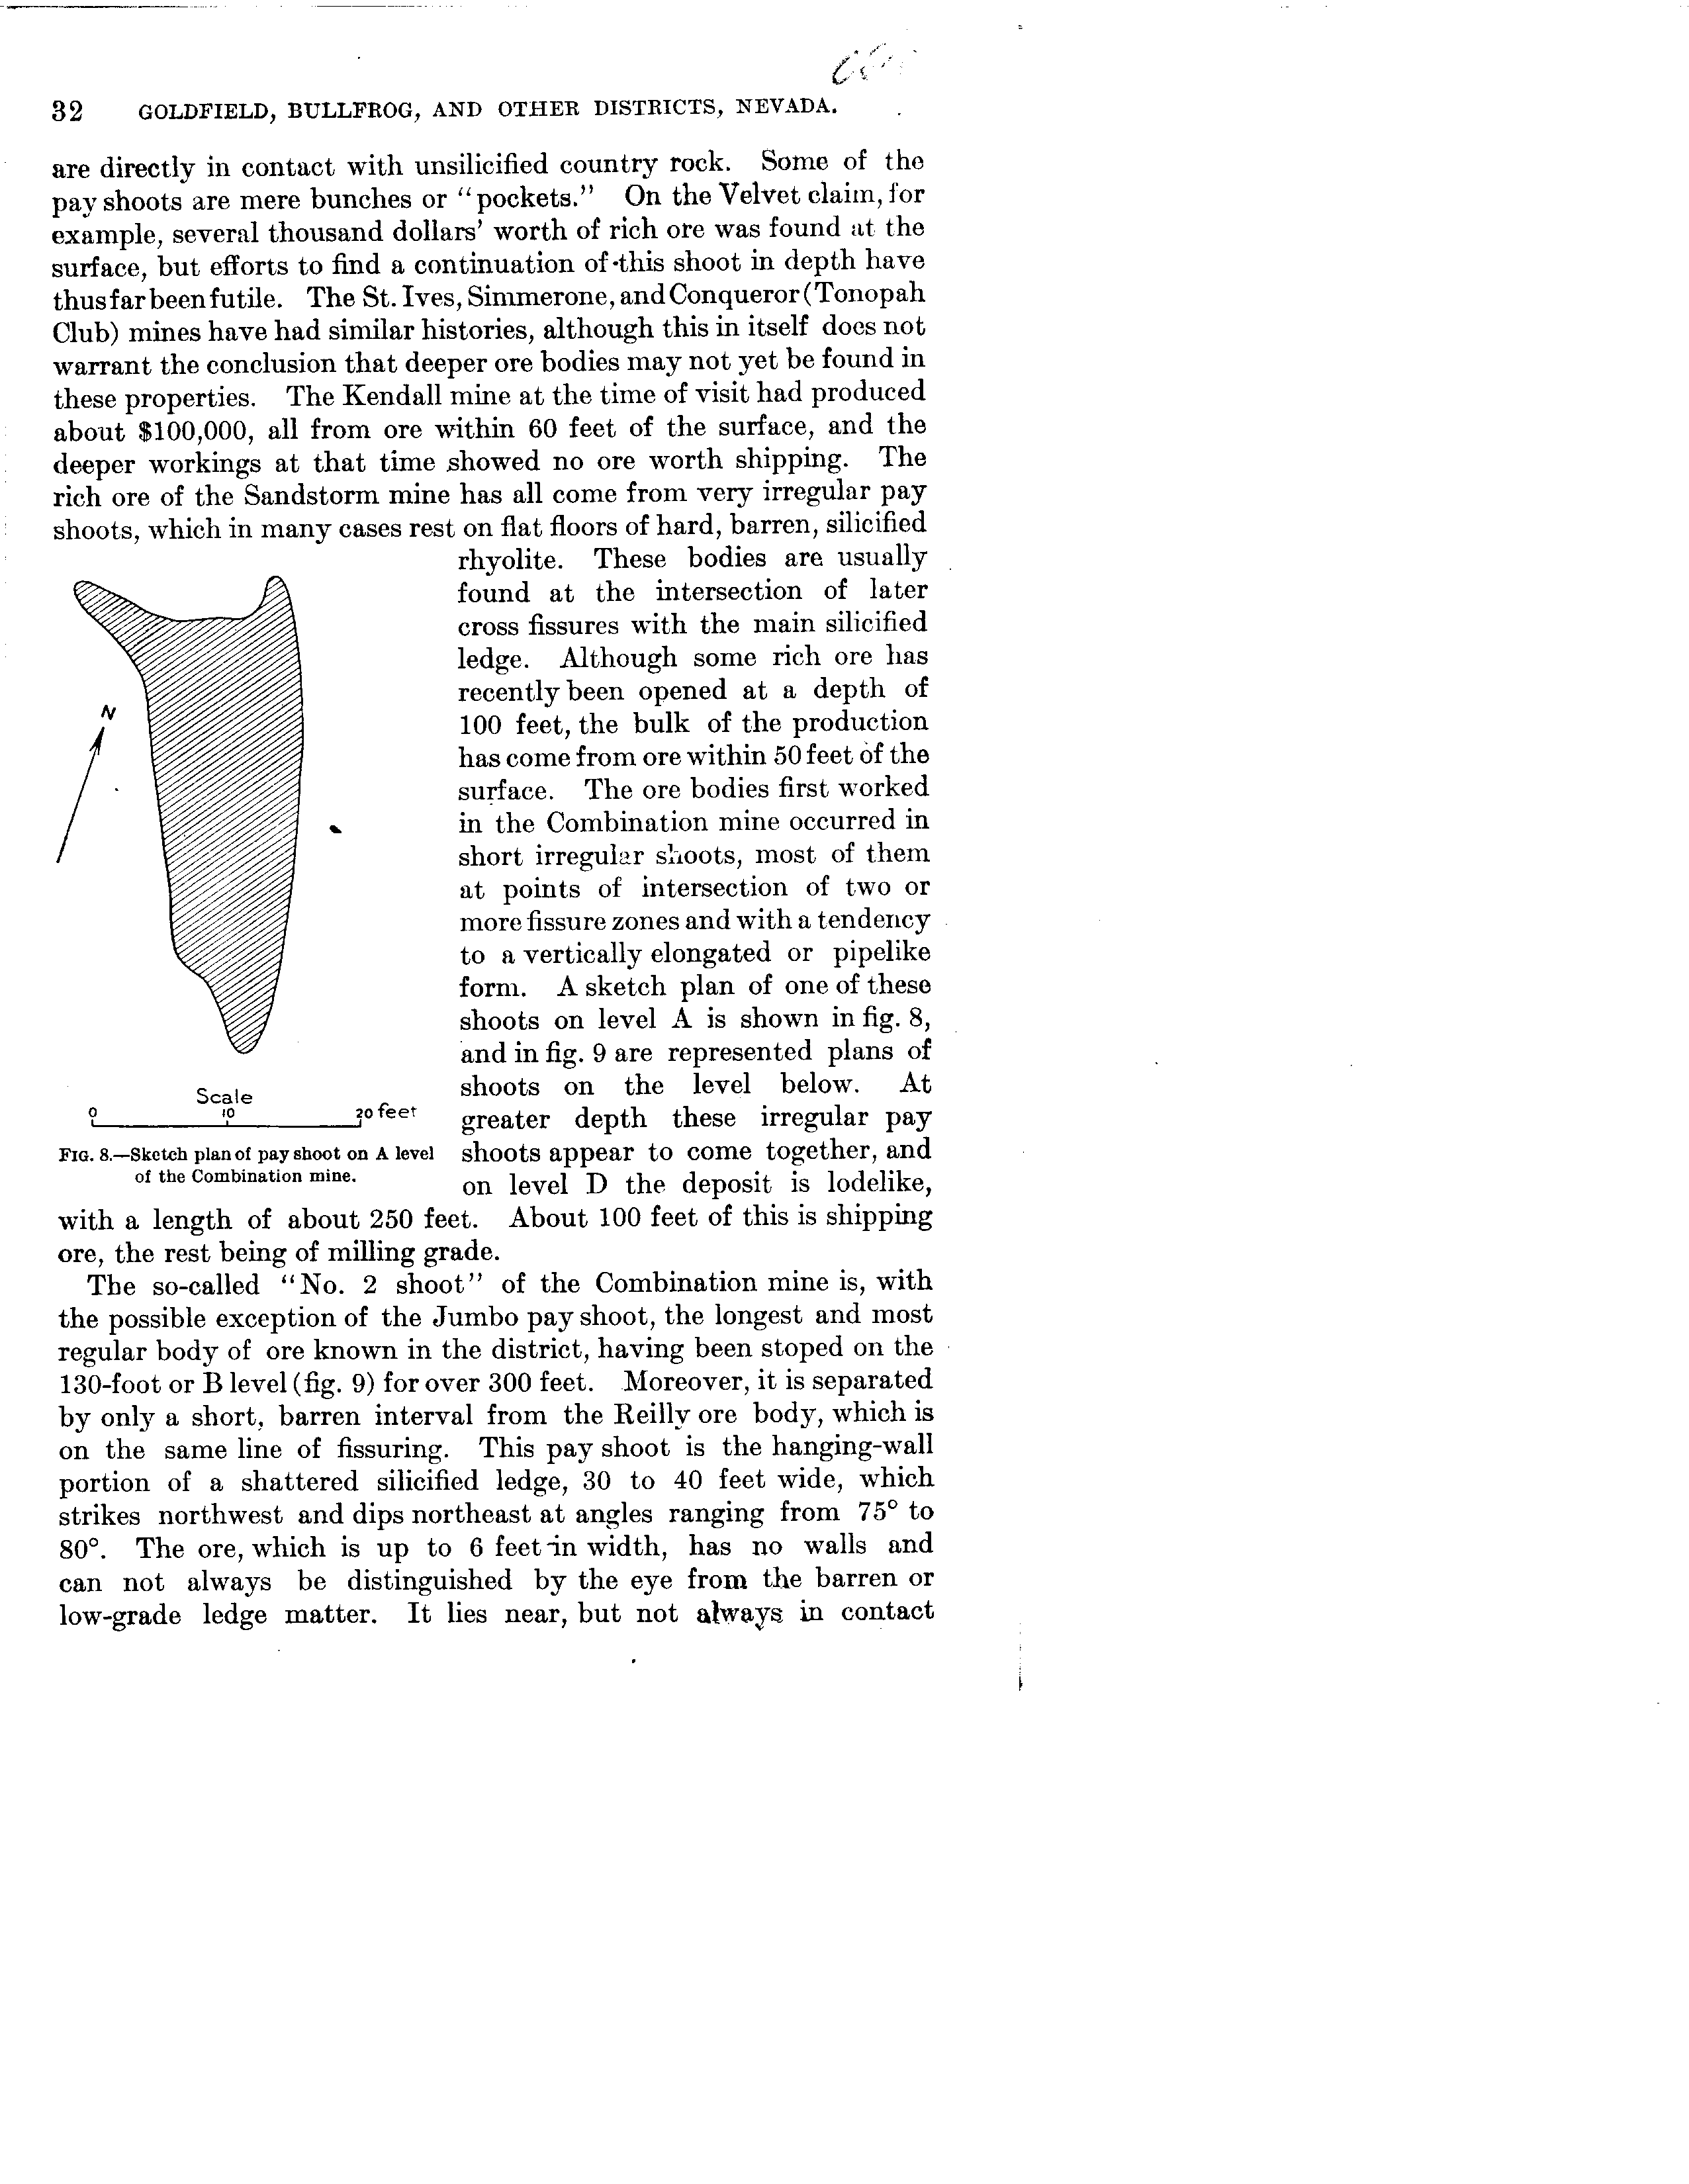 32 GOLDFIELD, BULLFROG, AND OTHER DISTRICTS, NEVADA.
are directly in contact with unsilicified country rock. Some of the
pay shoots are mere bunches or “pockets.” On the Velvet claim, for
example, several thousand dollars’ worth of rich ore was found at the
surface, but efforts to find a continuation of this shoot in depth have
thus far been futile. The St. Ives, Simmerone, and Conqueror (Tonopah
Club) mines have had similar histories, although this in itself does not
warrant the conclusion that deeper ore bodies may not yet be found in
these properties. The Kendall mine at the time of visit had produced
about $100,000, all from ore within 60 feet of the surface, and the
deeper workings at that time showed no ore worth shipping. The
rich ore of the Sandstorm mine has all come from very irregular pay
shoots, which in many cases rest on flat floors of hard, barren, silicified
rhyolite. These bodies are usually
found at the intersection of later
cross fissures with the main silicified
ledge. Although some rich ore has
recently been opened at a depth of
100 feet, the bulk of the production
has come from ore within 50 feet of the
surface. The ore bodies first worked
in the Combination mine occurred in
short irregular shoots, most of them
at points of intersection of two or
more fissure zones and with a tendency
to a vertically elongated or pipelike
form. A sketch plan of one of these
shoots on level A is shown in fig. 8,
and in fig. 9 are represented plans of
shoots on the level below. At
greater depth these irregular pay
shoots appear to come together, and
on level D the deposit is lodelike,
N
Scale
0 10 20 feet
FIG. 8.—Sketch plan of pay shoot on A level
of the Combination mine.
with a length of about 250 feet. About 100 feet of this is shipping
ore, the rest being of milling grade.
The so-called “No. 2 shoot” of the Combination mine is, with
the possible exception of the Jumbo pay shoot, the longest and most
regular body of ore known in the district, having been stoped on the
130-foot or B level (fig. 9) for over 300 feet. Moreover, it is separated
by only a short, barren interval from the Reilly ore body, which is
on the same line of fissuring. This pay shoot is the hanging-wall
portion of a shattered silicified ledge, 30 to 40 feet wide, which
strikes northwest and dips northeast at angles ranging from 75° to
80°. The ore, which is up to 6 feet in width, has no walls and
can not always be distinguished by the eye from the barren or
low-grade ledge matter. It lies near, but not always in contact